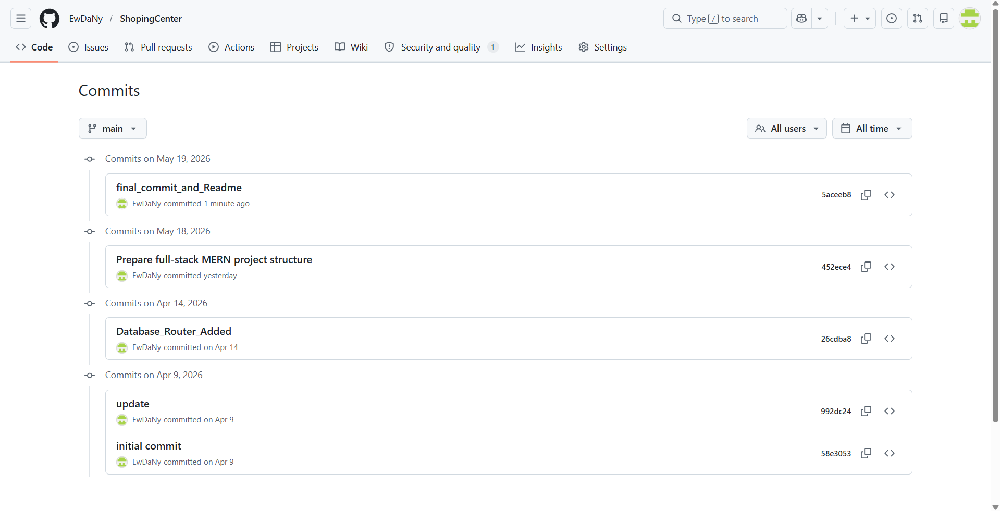 EwDaNy / ShopingCenter
Type / to search
Code Issues Pull requests Actions Projects Wiki Security and quality 1 Insights Settings
Commits
main
All users All time
Commits on May 19, 2026
final_commit_and_Readme
EwDaNy committed 1 minute ago
5aceeb8
Commits on May 18, 2026
Prepare full-stack MERN project structure
EwDaNy committed yesterday
452ece4
Commits on Apr 14, 2026
Database_Router_Added
EwDaNy committed on Apr 14
26cdba8
Commits on Apr 9, 2026
update
EwDaNy committed on Apr 9
992dc24
initial commit
EwDaNy committed on Apr 9
58e3053